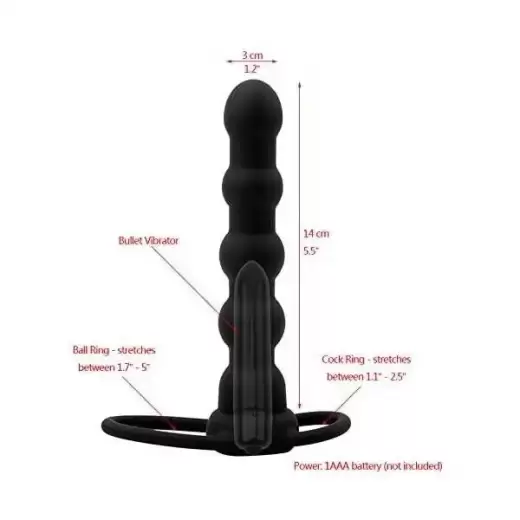 3 cm
1.2"
14 cm
5.5"
Bullet Vibrator
Ball Ring - stretches
between 1.7" - 5"
Cock Ring - stretches
between 1.1" - 2.5"
Power: 1AAA battery (not included)